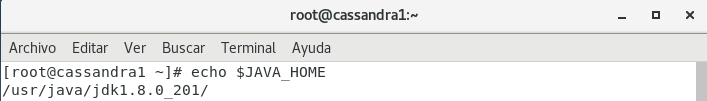 root@cassandra1:~
Archivo Editar Ver Buscar Terminal Ayuda
[root@cassandra1 ~]# echo $JAVA_HOME
/usr/java/jdk1.8.0_201/